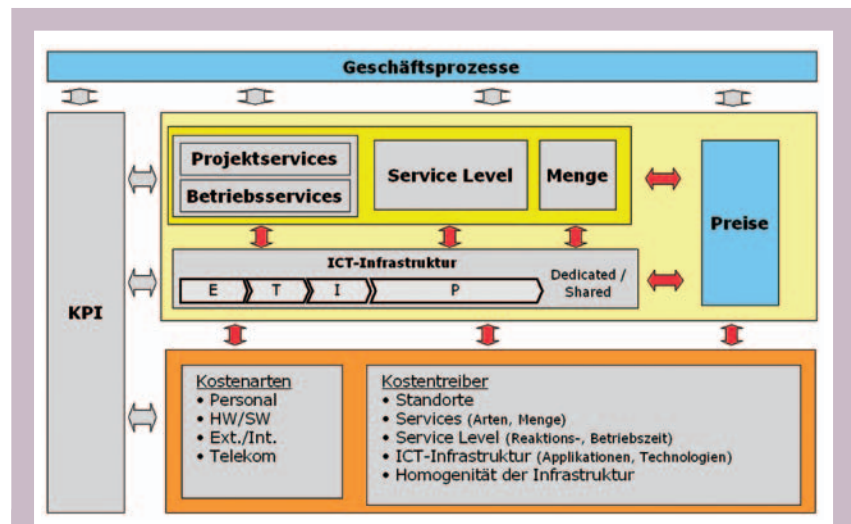 Geschäftsprozesse
KPI
Projektservices
Betriebsservices
Service Level
Menge
Preise
ICT-Infrastruktur
E T I P
Dedicated /
Shared
Kostenarten
• Personal
• HW/SW
• Ext./Int.
• Telekom
Kostentreiber
• Standorte
• Services (Arten, Menge)
• Service Level (Reaktions-, Betriebszeit)
• ICT-Infrastruktur (Applikationen, Technologien)
• Homogenität der Infrastruktur